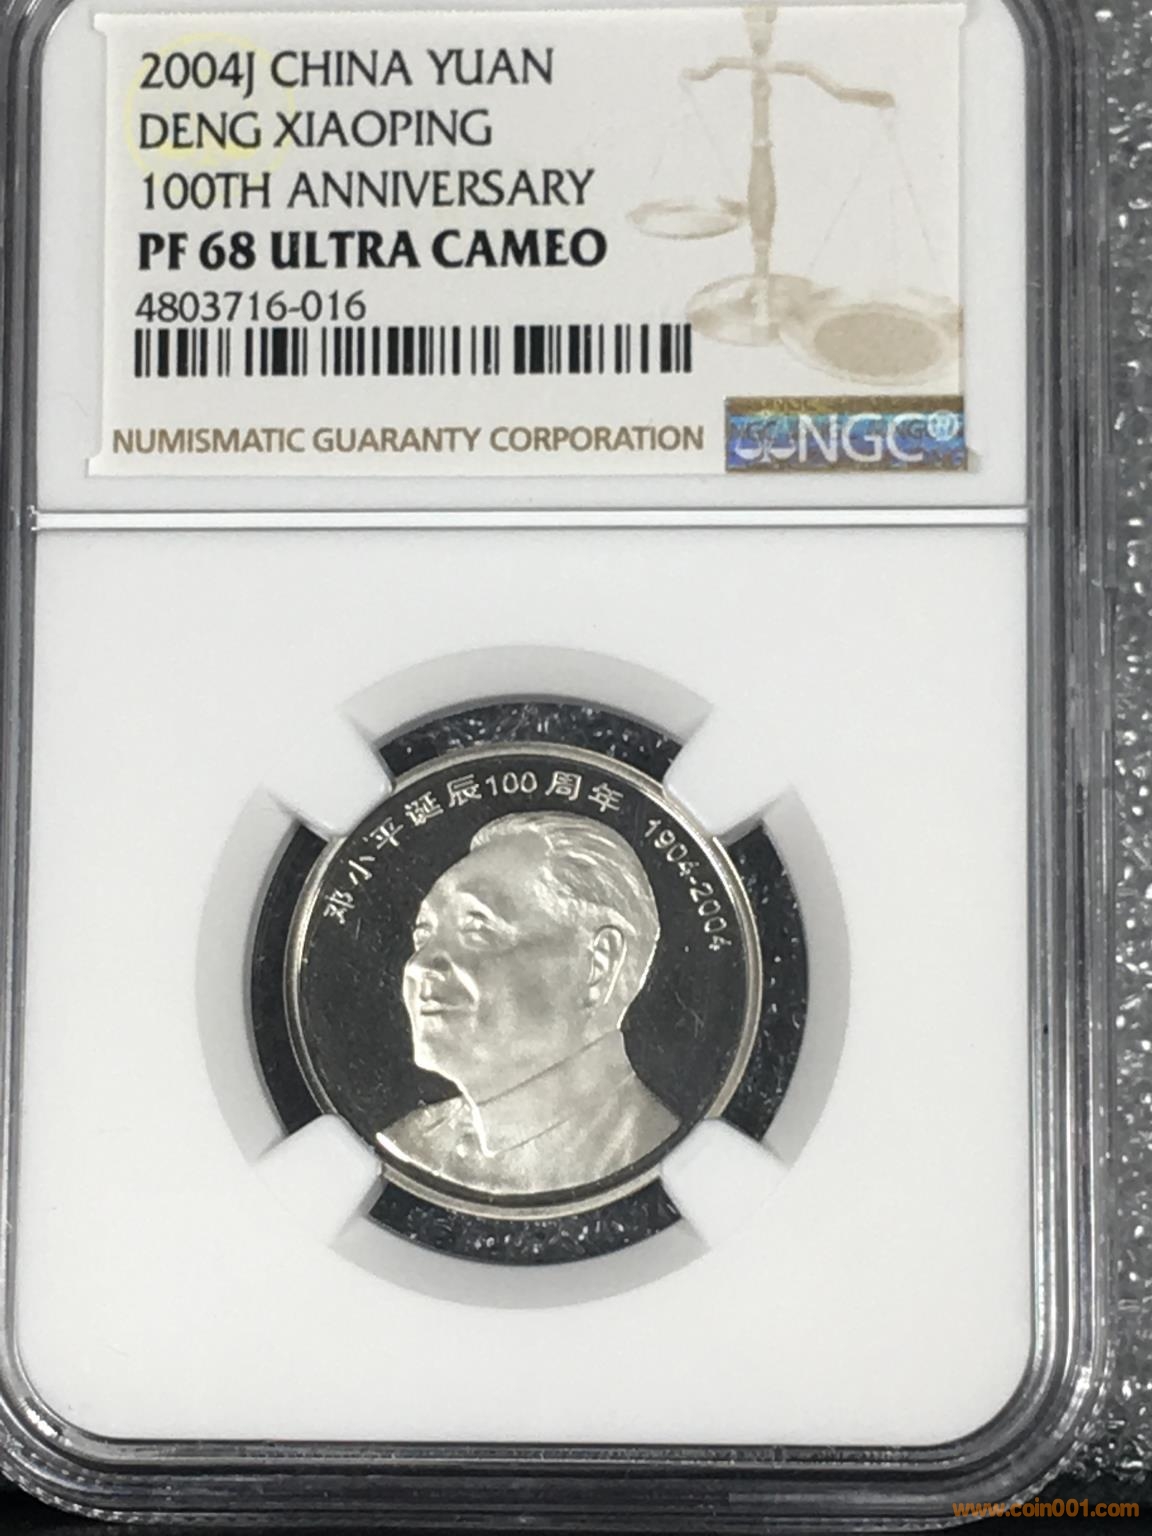 2004J CHINA YUAN
DENG XIAOPING
100TH ANNIVERSARY
PF 68 ULTRA CAMEO
4803716-016
NUMISMATIC GUARANTY CORPORATION
NGC®
邓小平诞辰100周年 1904-2004
www.coin001.com